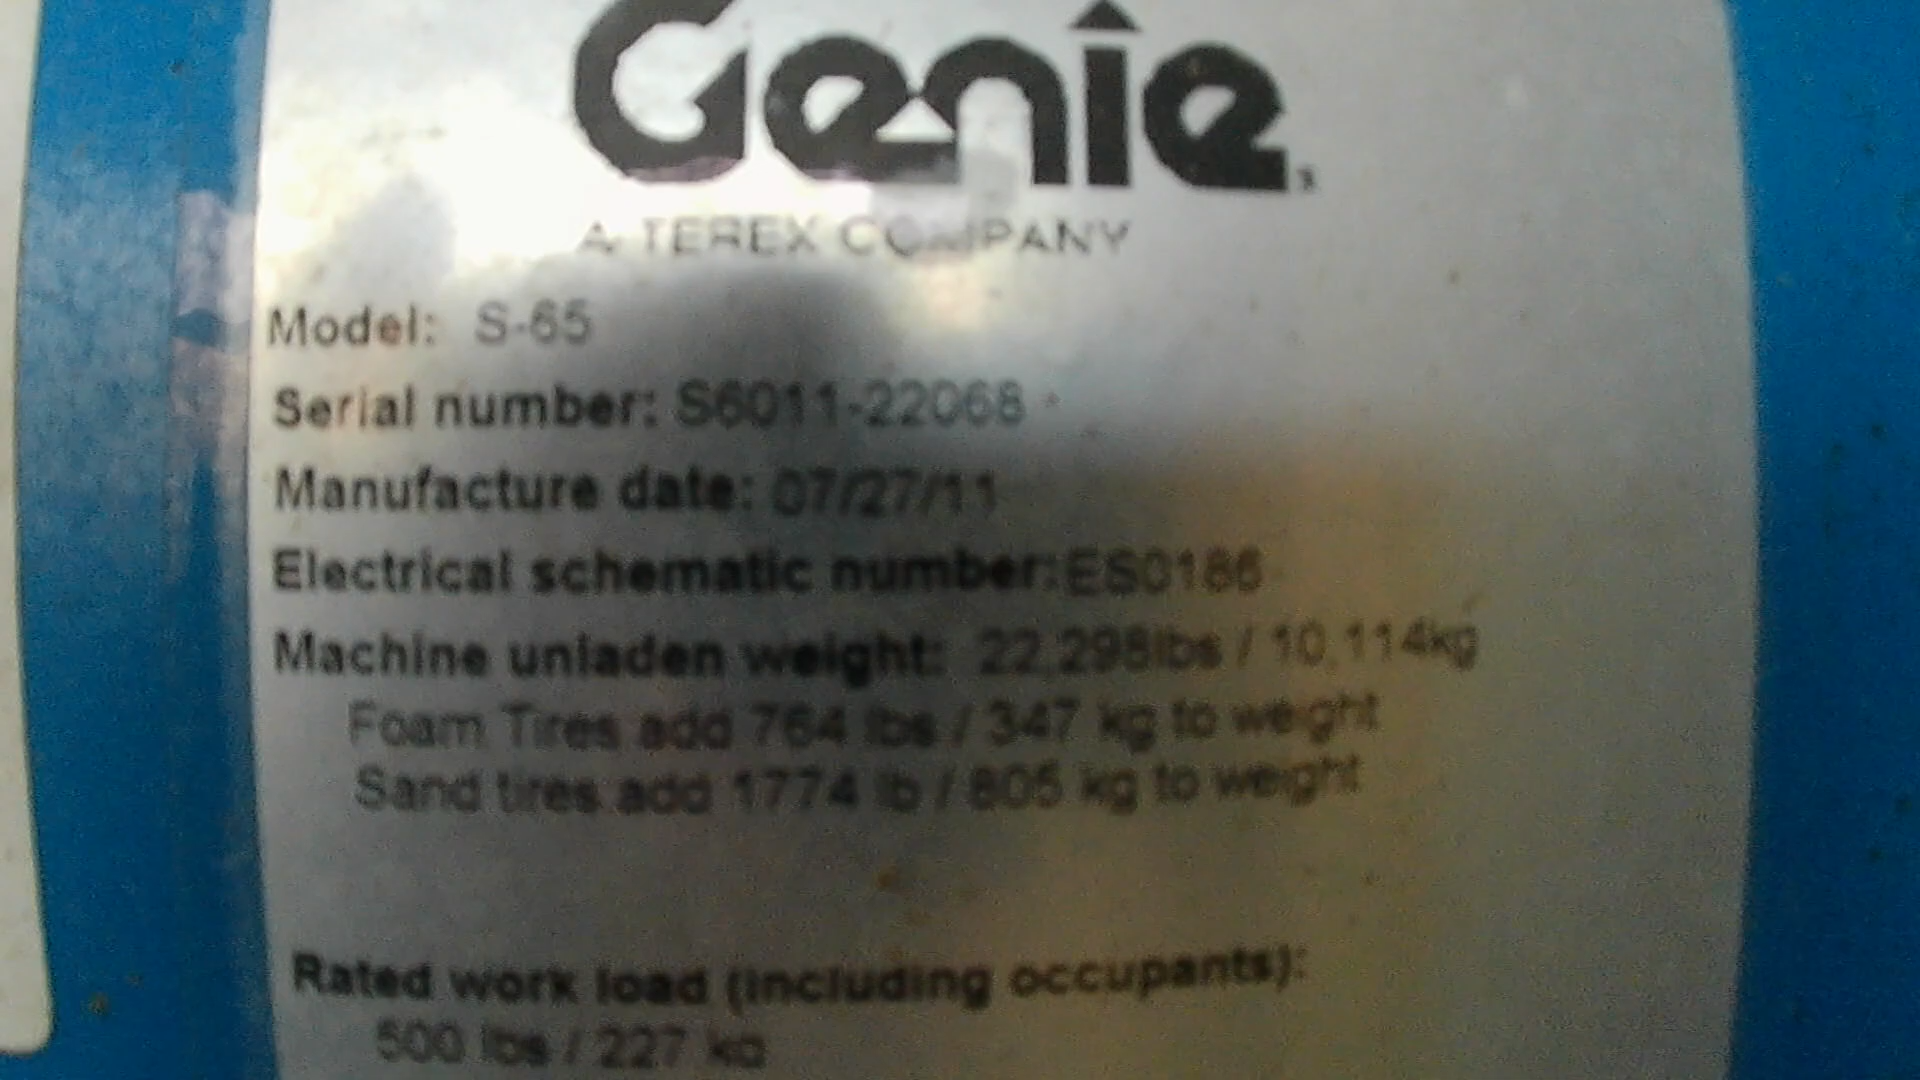 Genie
A TEREX COMPANY
Model: S-65
Serial number: S6011-22068
Manufacture date: 07/27/11
Electrical schematic number:ES0186
Machine unladen weight: 22,298lbs / 10,114kg
Foam Tires add 764 lbs / 347 kg to weight
Sand tires add 1774 lb / 805 kg to weight
Rated work load (including occupants):
500 lbs / 227 kg